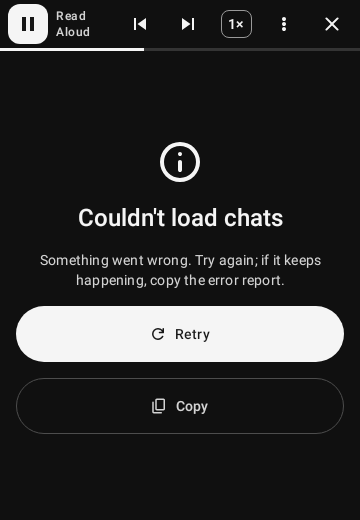 Read
Aloud
1×
Couldn't load chats
Something went wrong. Try again; if it keeps
happening, copy the error report.
Retry
Copy